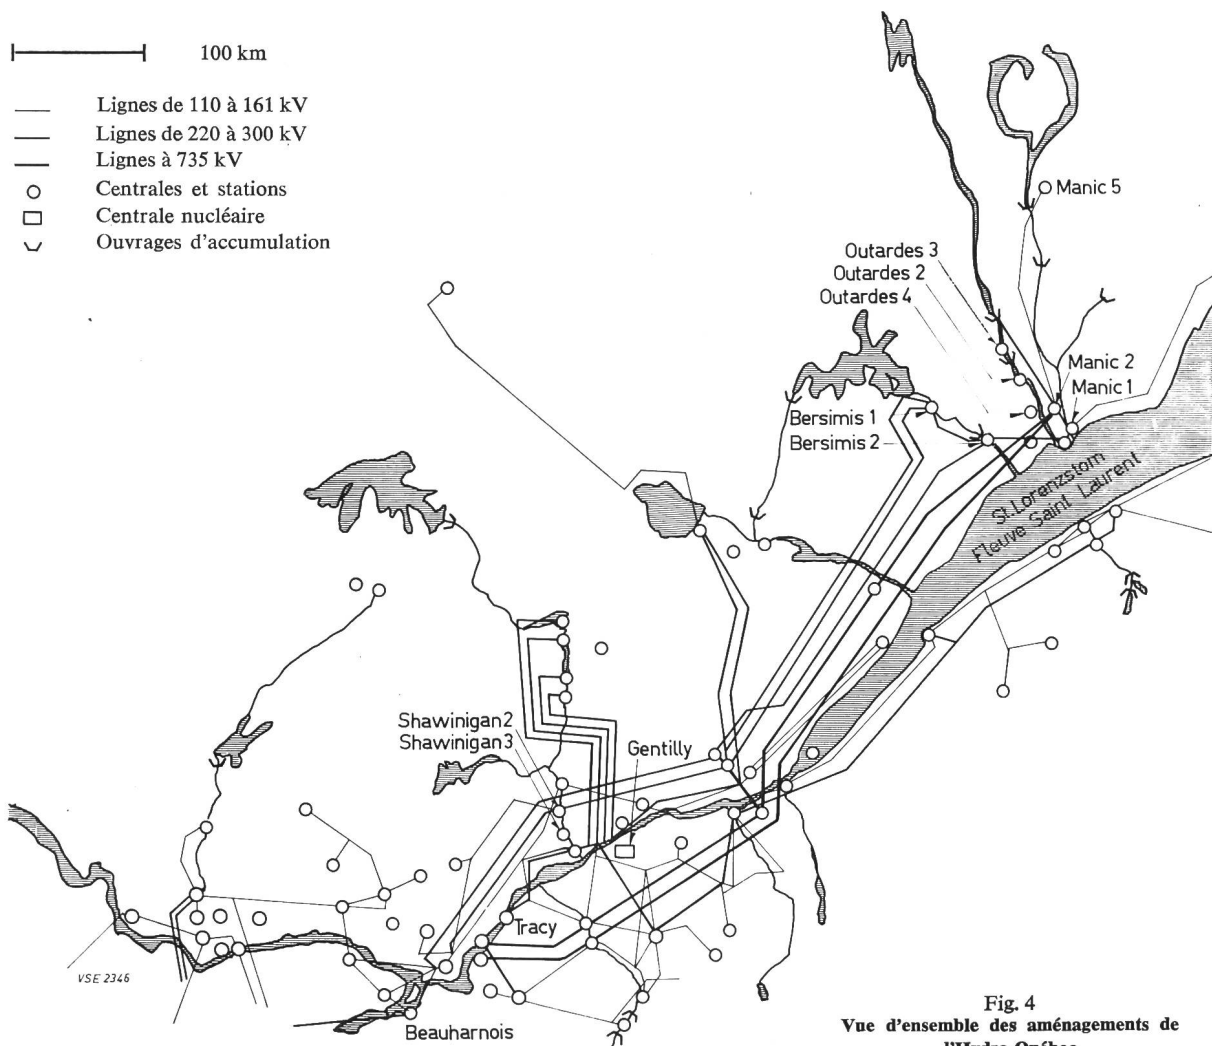 100 km
Lignes de 110 à 161 kV
Lignes de 220 à 300 kV
Lignes à 735 kV
Centrales et stations
Centrale nucléaire
Ouvrages d'accumulation
Manic 5
Outardes 3
Outardes 2
Outardes 4
Manic 2
Manic 1
Bersimis 1
Bersimis 2
St.Lorenzstom
Fleuve Saint Laurent
Shawinigan 2
Shawinigan 3
Gentilly
Tracy
VSE 2346
Beauharnois
Fig. 4
Vue d'ensemble des aménagements de
l'Hydro-Québec